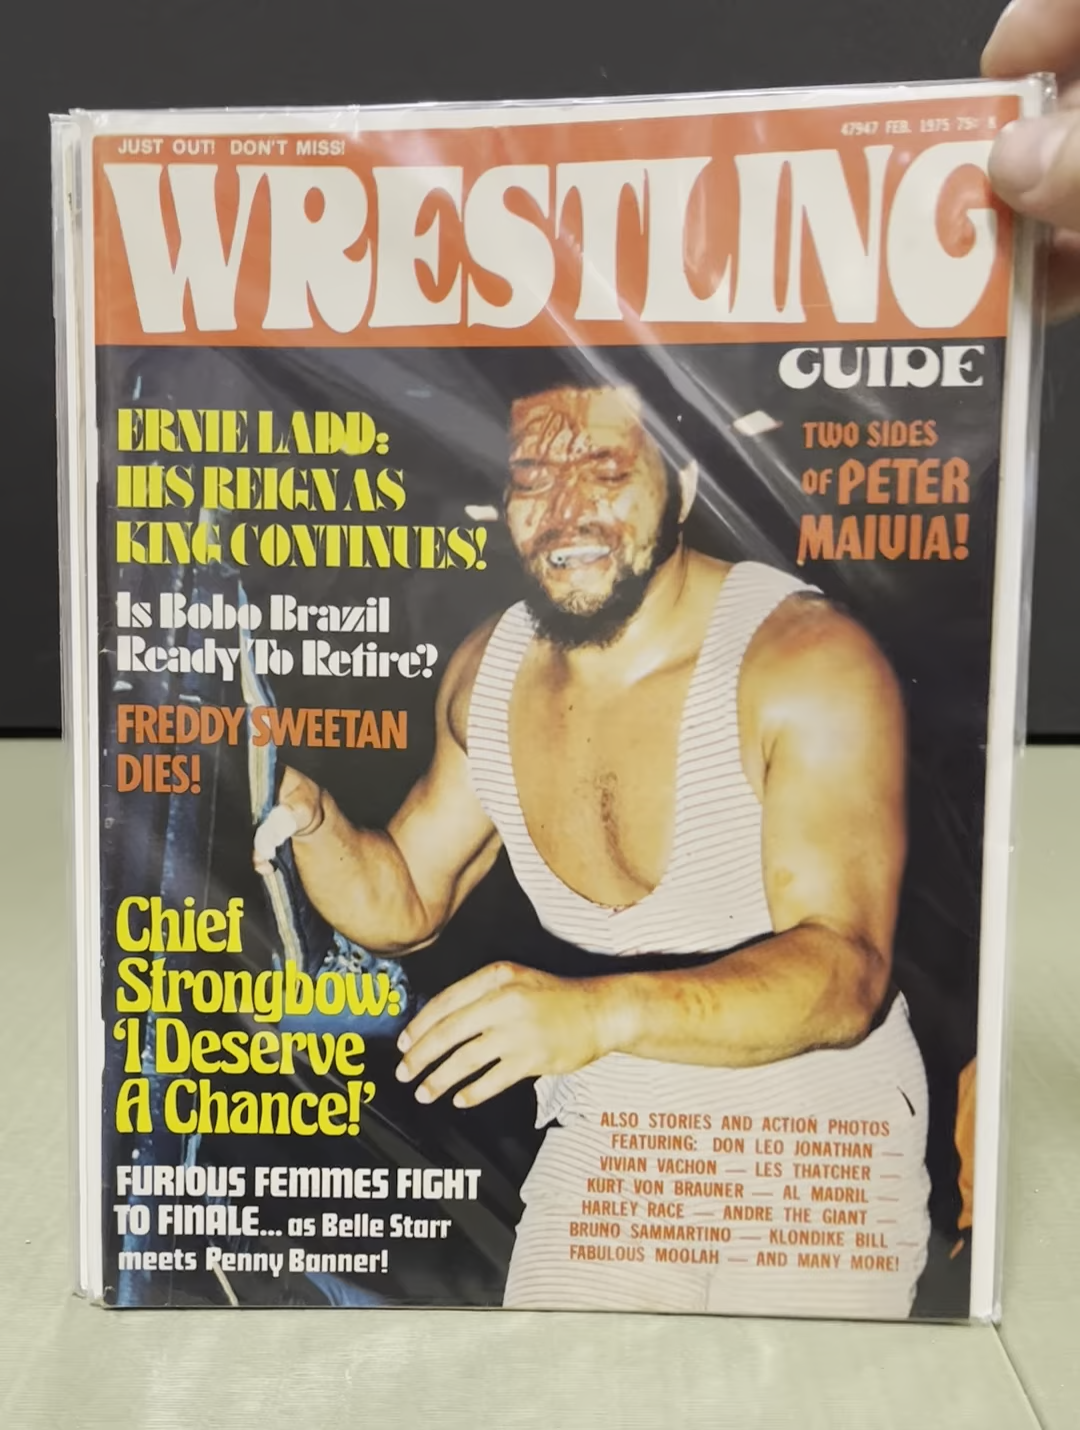 JUST OUT! DON'T MISS!
47947 FEB. 1975 75¢
WRESTLING
GUIDE
ERNIE LADD:
HIS REIGN AS
KING CONTINUES!
TWO SIDES
OF PETER
MAIVIA!
Is Bobo Brazil
Ready To Retire?
FREDDY SWEETAN
DIES!
Chief
Strongbow:
'I Deserve
A Chance!'
FURIOUS FEMMES FIGHT
TO FINALE... as Belle Starr
meets Penny Banner!
ALSO STORIES AND ACTION PHOTOS
FEATURING: DON LEO JONATHAN —
VIVIAN VACHON — LES THATCHER —
KURT VON BRAUNER — AL MADRIL —
HARLEY RACE — ANDRE THE GIANT —
BRUNO SAMMARTINO — KLONDIKE BILL —
FABULOUS MOOLAH — AND MANY MORE!